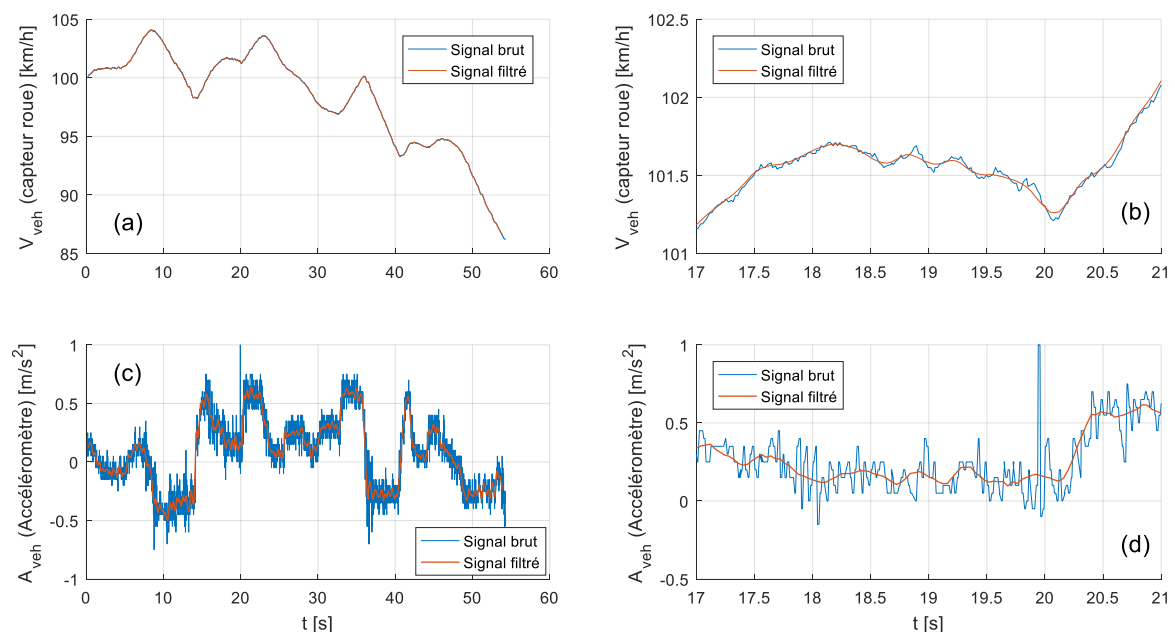 V_veh (capteur roue) [km/h]
105
100
95
90
85
0
10
20
30
40
50
60
Signal brut
Signal filtré
(a)
V_veh (capteur roue) [km/h]
102.5
102
101.5
101
17
17.5
18
18.5
19
19.5
20
20.5
21
Signal brut
Signal filtré
(b)
A_veh (Accéléromètre) [m/s²]
1
0.5
0
-0.5
-1
0
10
20
30
40
50
60
t [s]
(c)
Signal brut
Signal filtré
A_veh (Accéléromètre) [m/s²]
1
0.5
0
-0.5
17
17.5
18
18.5
19
19.5
20
20.5
21
t [s]
Signal brut
Signal filtré
(d)